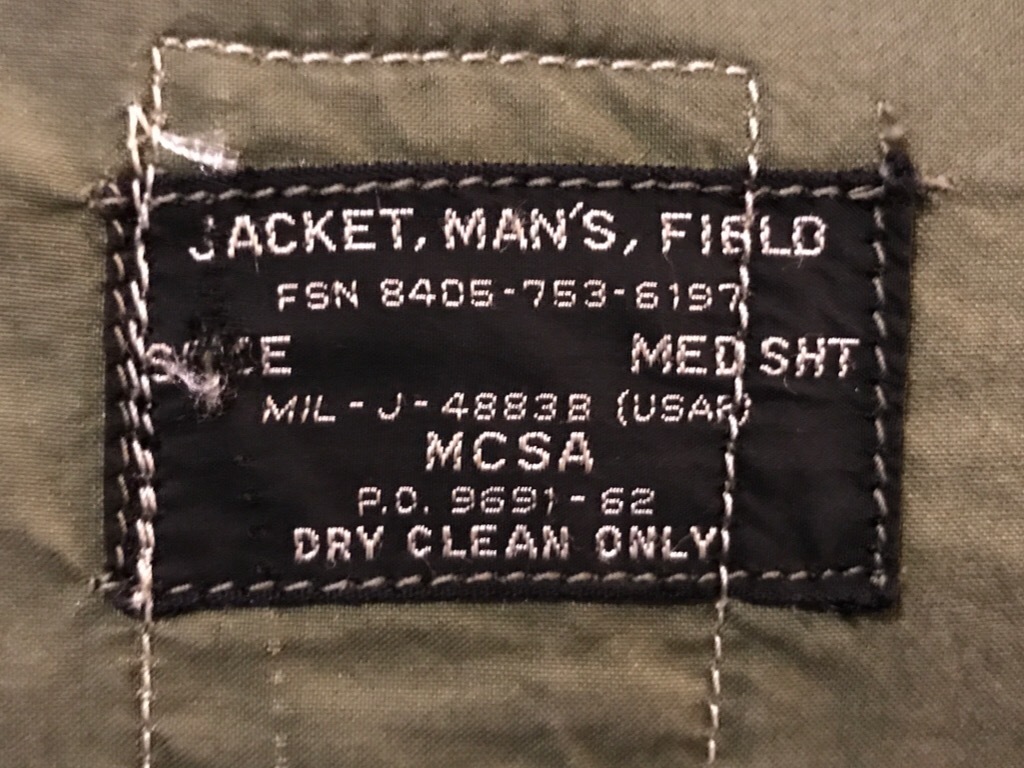 JACKET, MAN'S, FIELD
FSN 8405-753-6197
SIZE MED SHT
MIL-J-4883B (USAF)
MCSA
P.O. 9691-62
DRY CLEAN ONLY